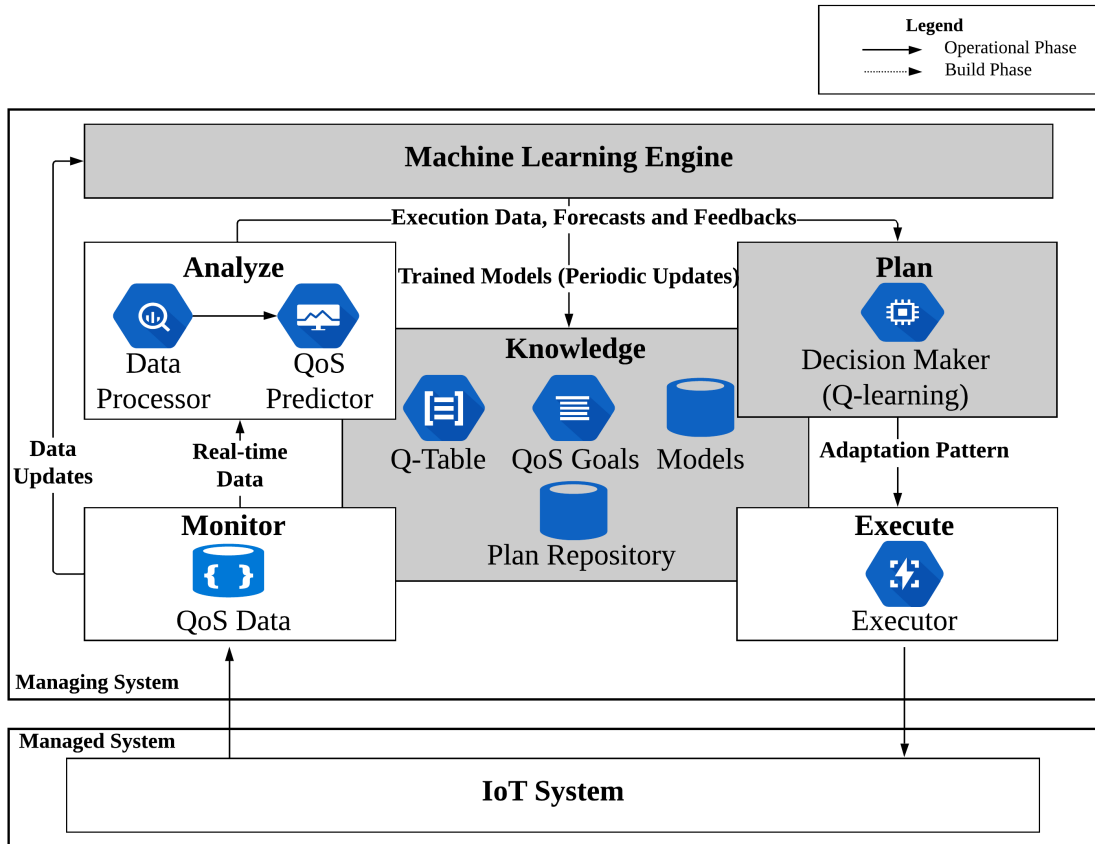 Legend
Operational Phase
Build Phase
Machine Learning Engine
Execution Data, Forecasts and Feedbacks
Analyze
Data
Processor
QoS
Predictor
Trained Models (Periodic Updates)
Plan
Decision Maker
(Q-learning)
Knowledge
Q-Table
QoS Goals
Models
Plan Repository
Data
Updates
Real-time
Data
Adaptation Pattern
Monitor
{ }
QoS Data
Execute
Executor
Managing System
Managed System
IoT System